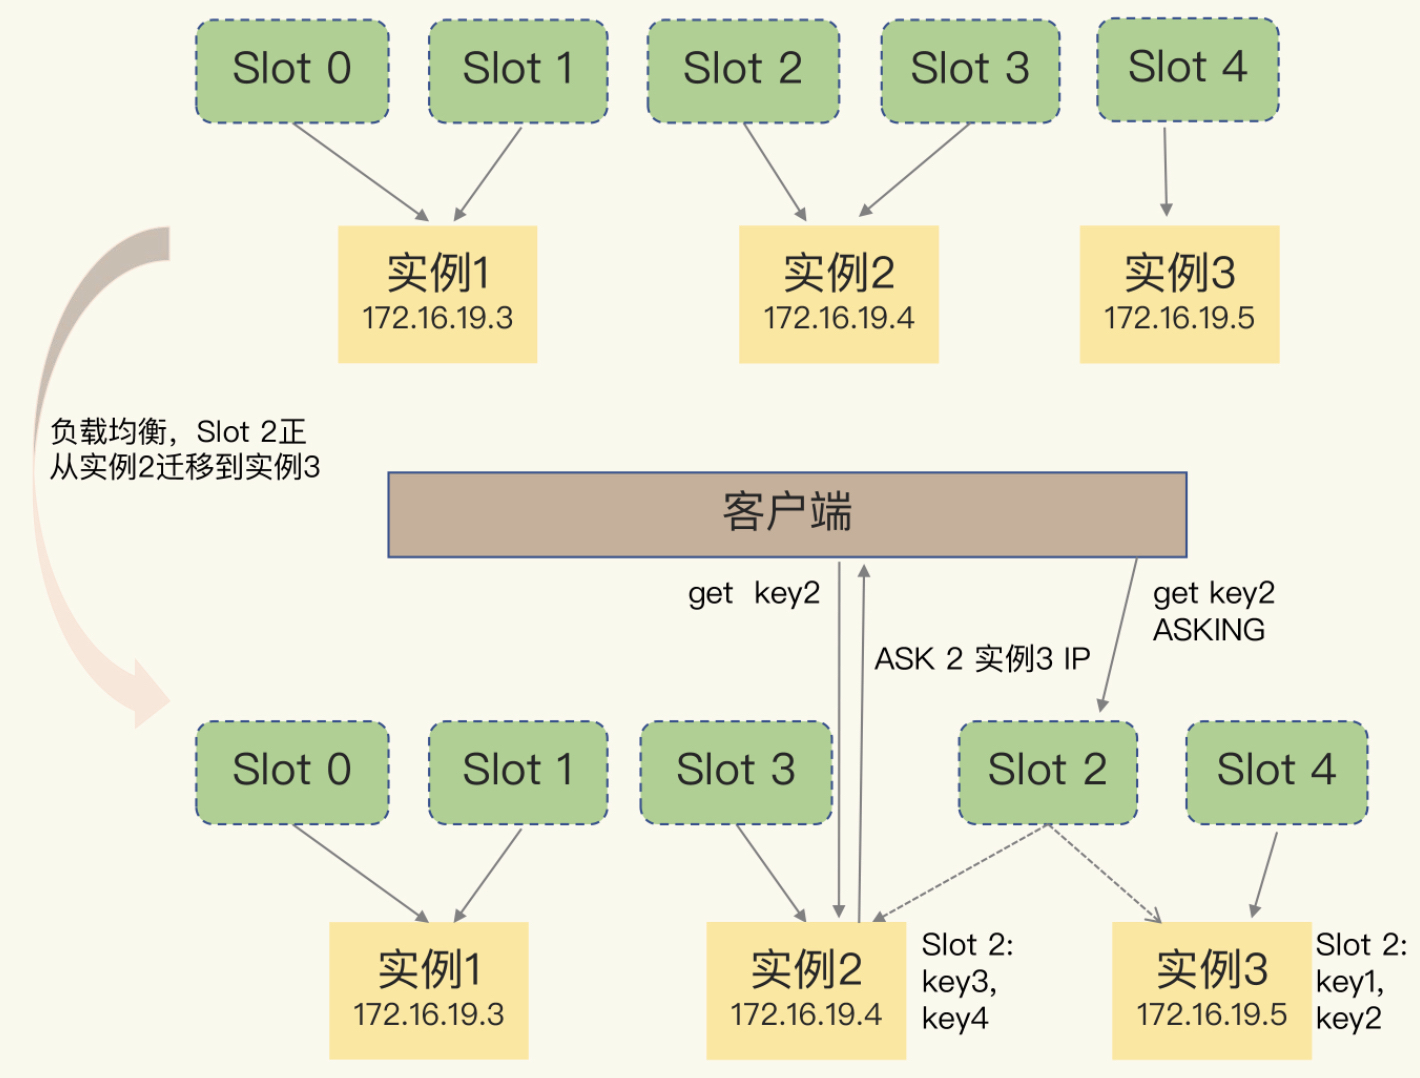 Slot 0
Slot 1
Slot 2
Slot 3
Slot 4
实例1
172.16.19.3
实例2
172.16.19.4
实例3
172.16.19.5
负载均衡，Slot 2正
从实例2迁移到实例3
客户端
get key2
ASK 2 实例3 IP
get key2
ASKING
Slot 0
Slot 1
Slot 3
Slot 2
Slot 4
实例1
172.16.19.3
实例2
172.16.19.4
Slot 2:
key3,
key4
实例3
172.16.19.5
Slot 2:
key1,
key2